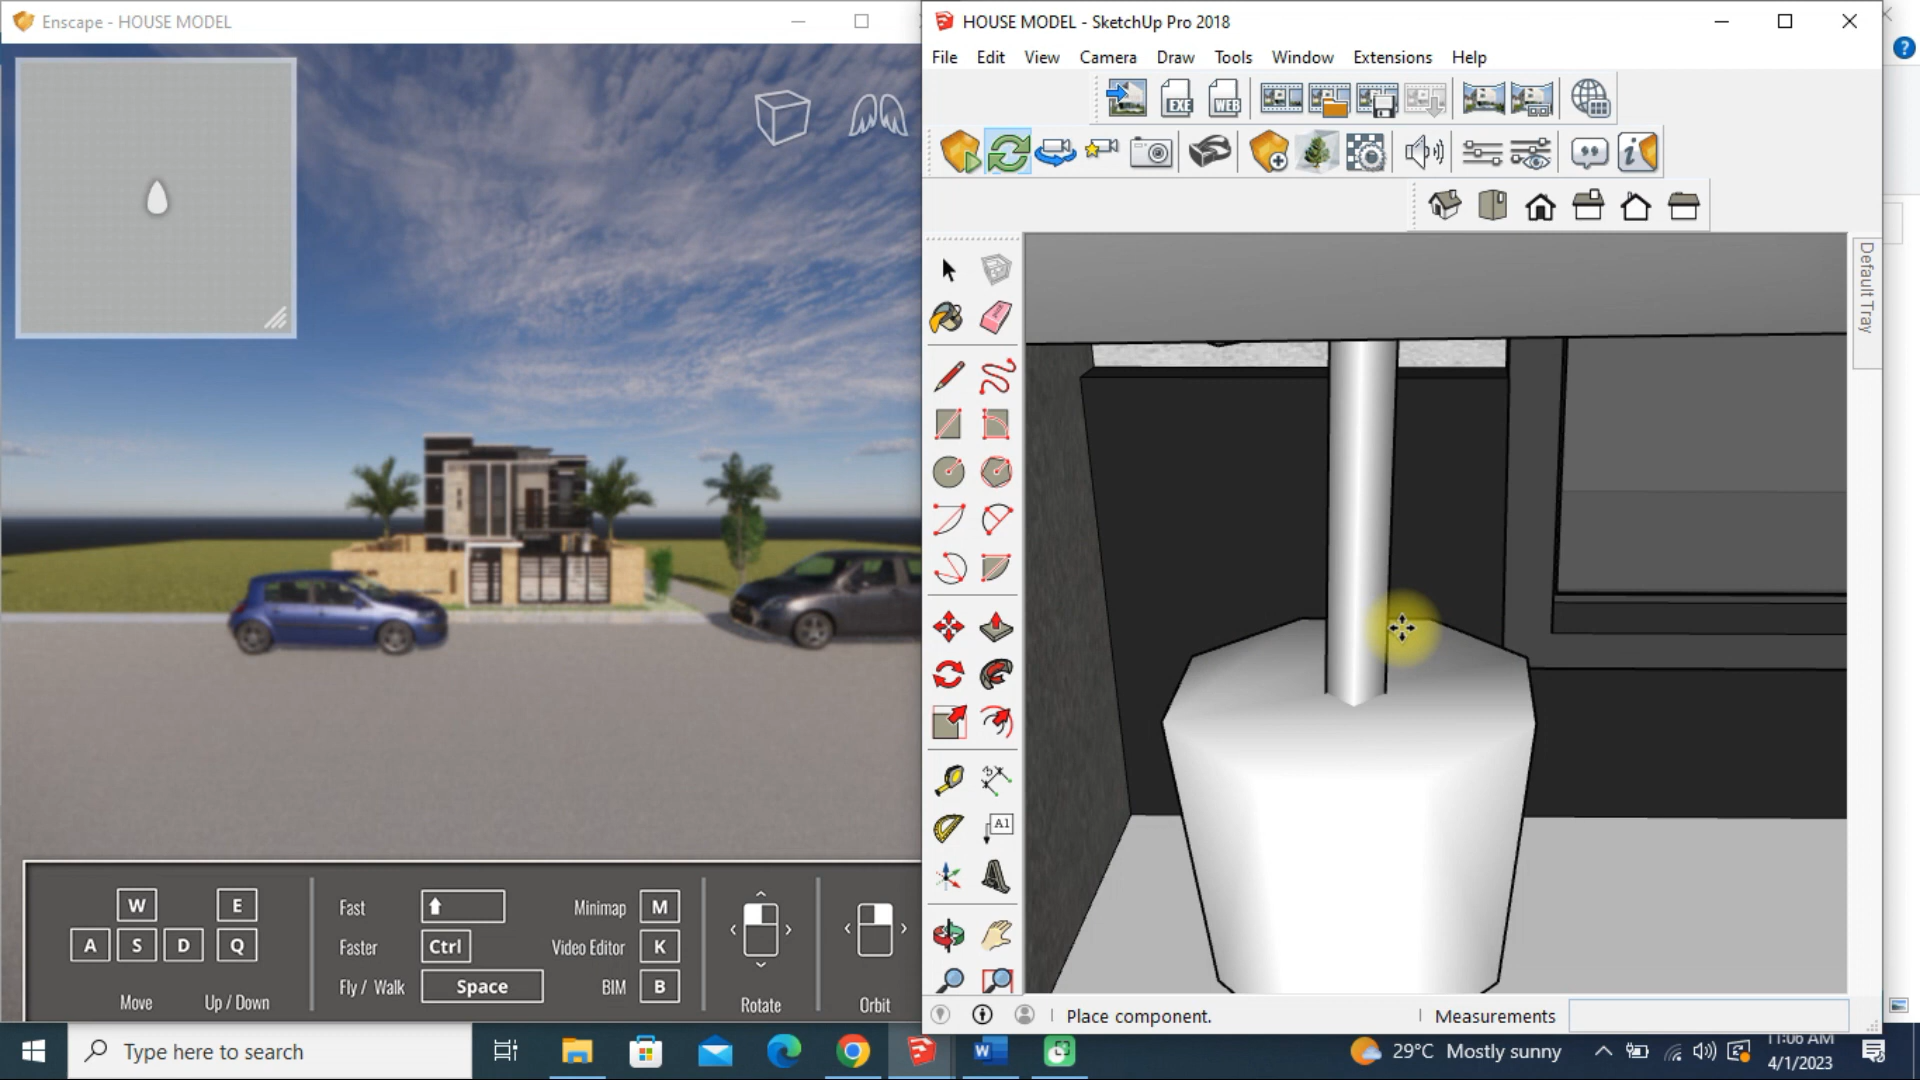 Enscape - HOUSE MODEL
HOUSE MODEL - SketchUp Pro 2018
File Edit View Camera Draw Tools Window Extensions Help
EXE WEB
?
Default Tray
A1
W E
A S D Q
Move Up / Down
Fast
Faster Ctrl
Fly / Walk Space
Minimap M
Video Editor K
BIM B
Rotate
Orbit
Place component.
Measurements
Type here to search
29°C Mostly sunny
11:06 AM
4/1/2023